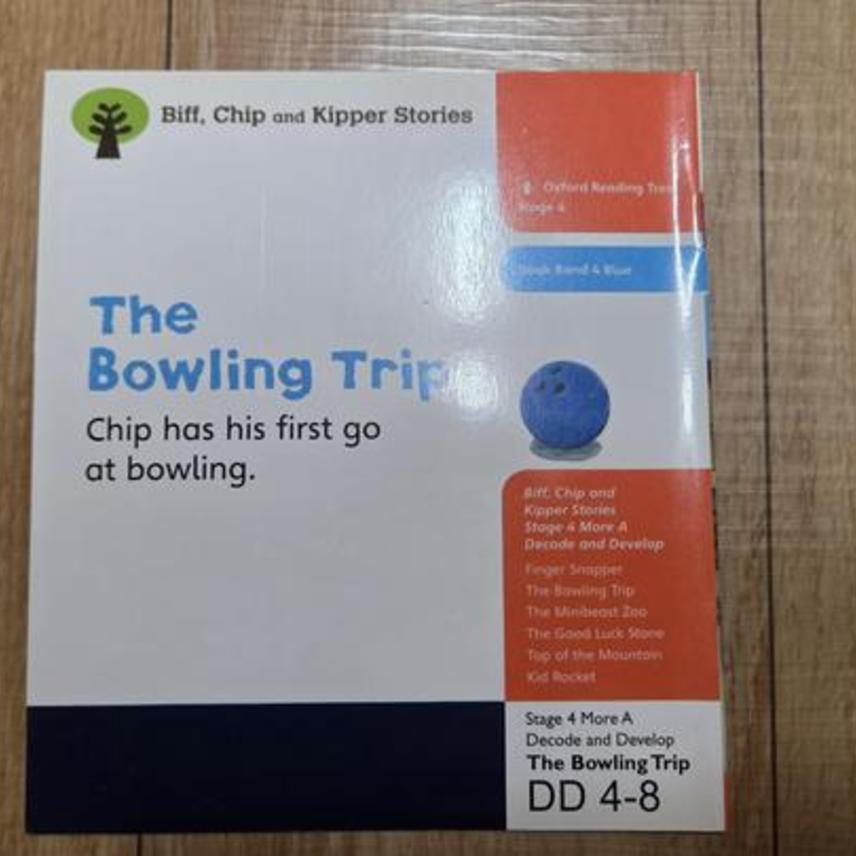 Biff, Chip and Kipper Stories
Oxford Reading Tree
Stage 4
Book Band 4 Blue
The
Bowling Trip
Chip has his first go
at bowling.
Biff, Chip and
Kipper Stories
Stage 4 More A
Decode and Develop
Finger Snapper
The Bowling Trip
The Minibeast Zoo
The Good Luck Stone
Top of the Mountain
Kid Rocket
Stage 4 More A
Decode and Develop
The Bowling Trip
DD 4-8